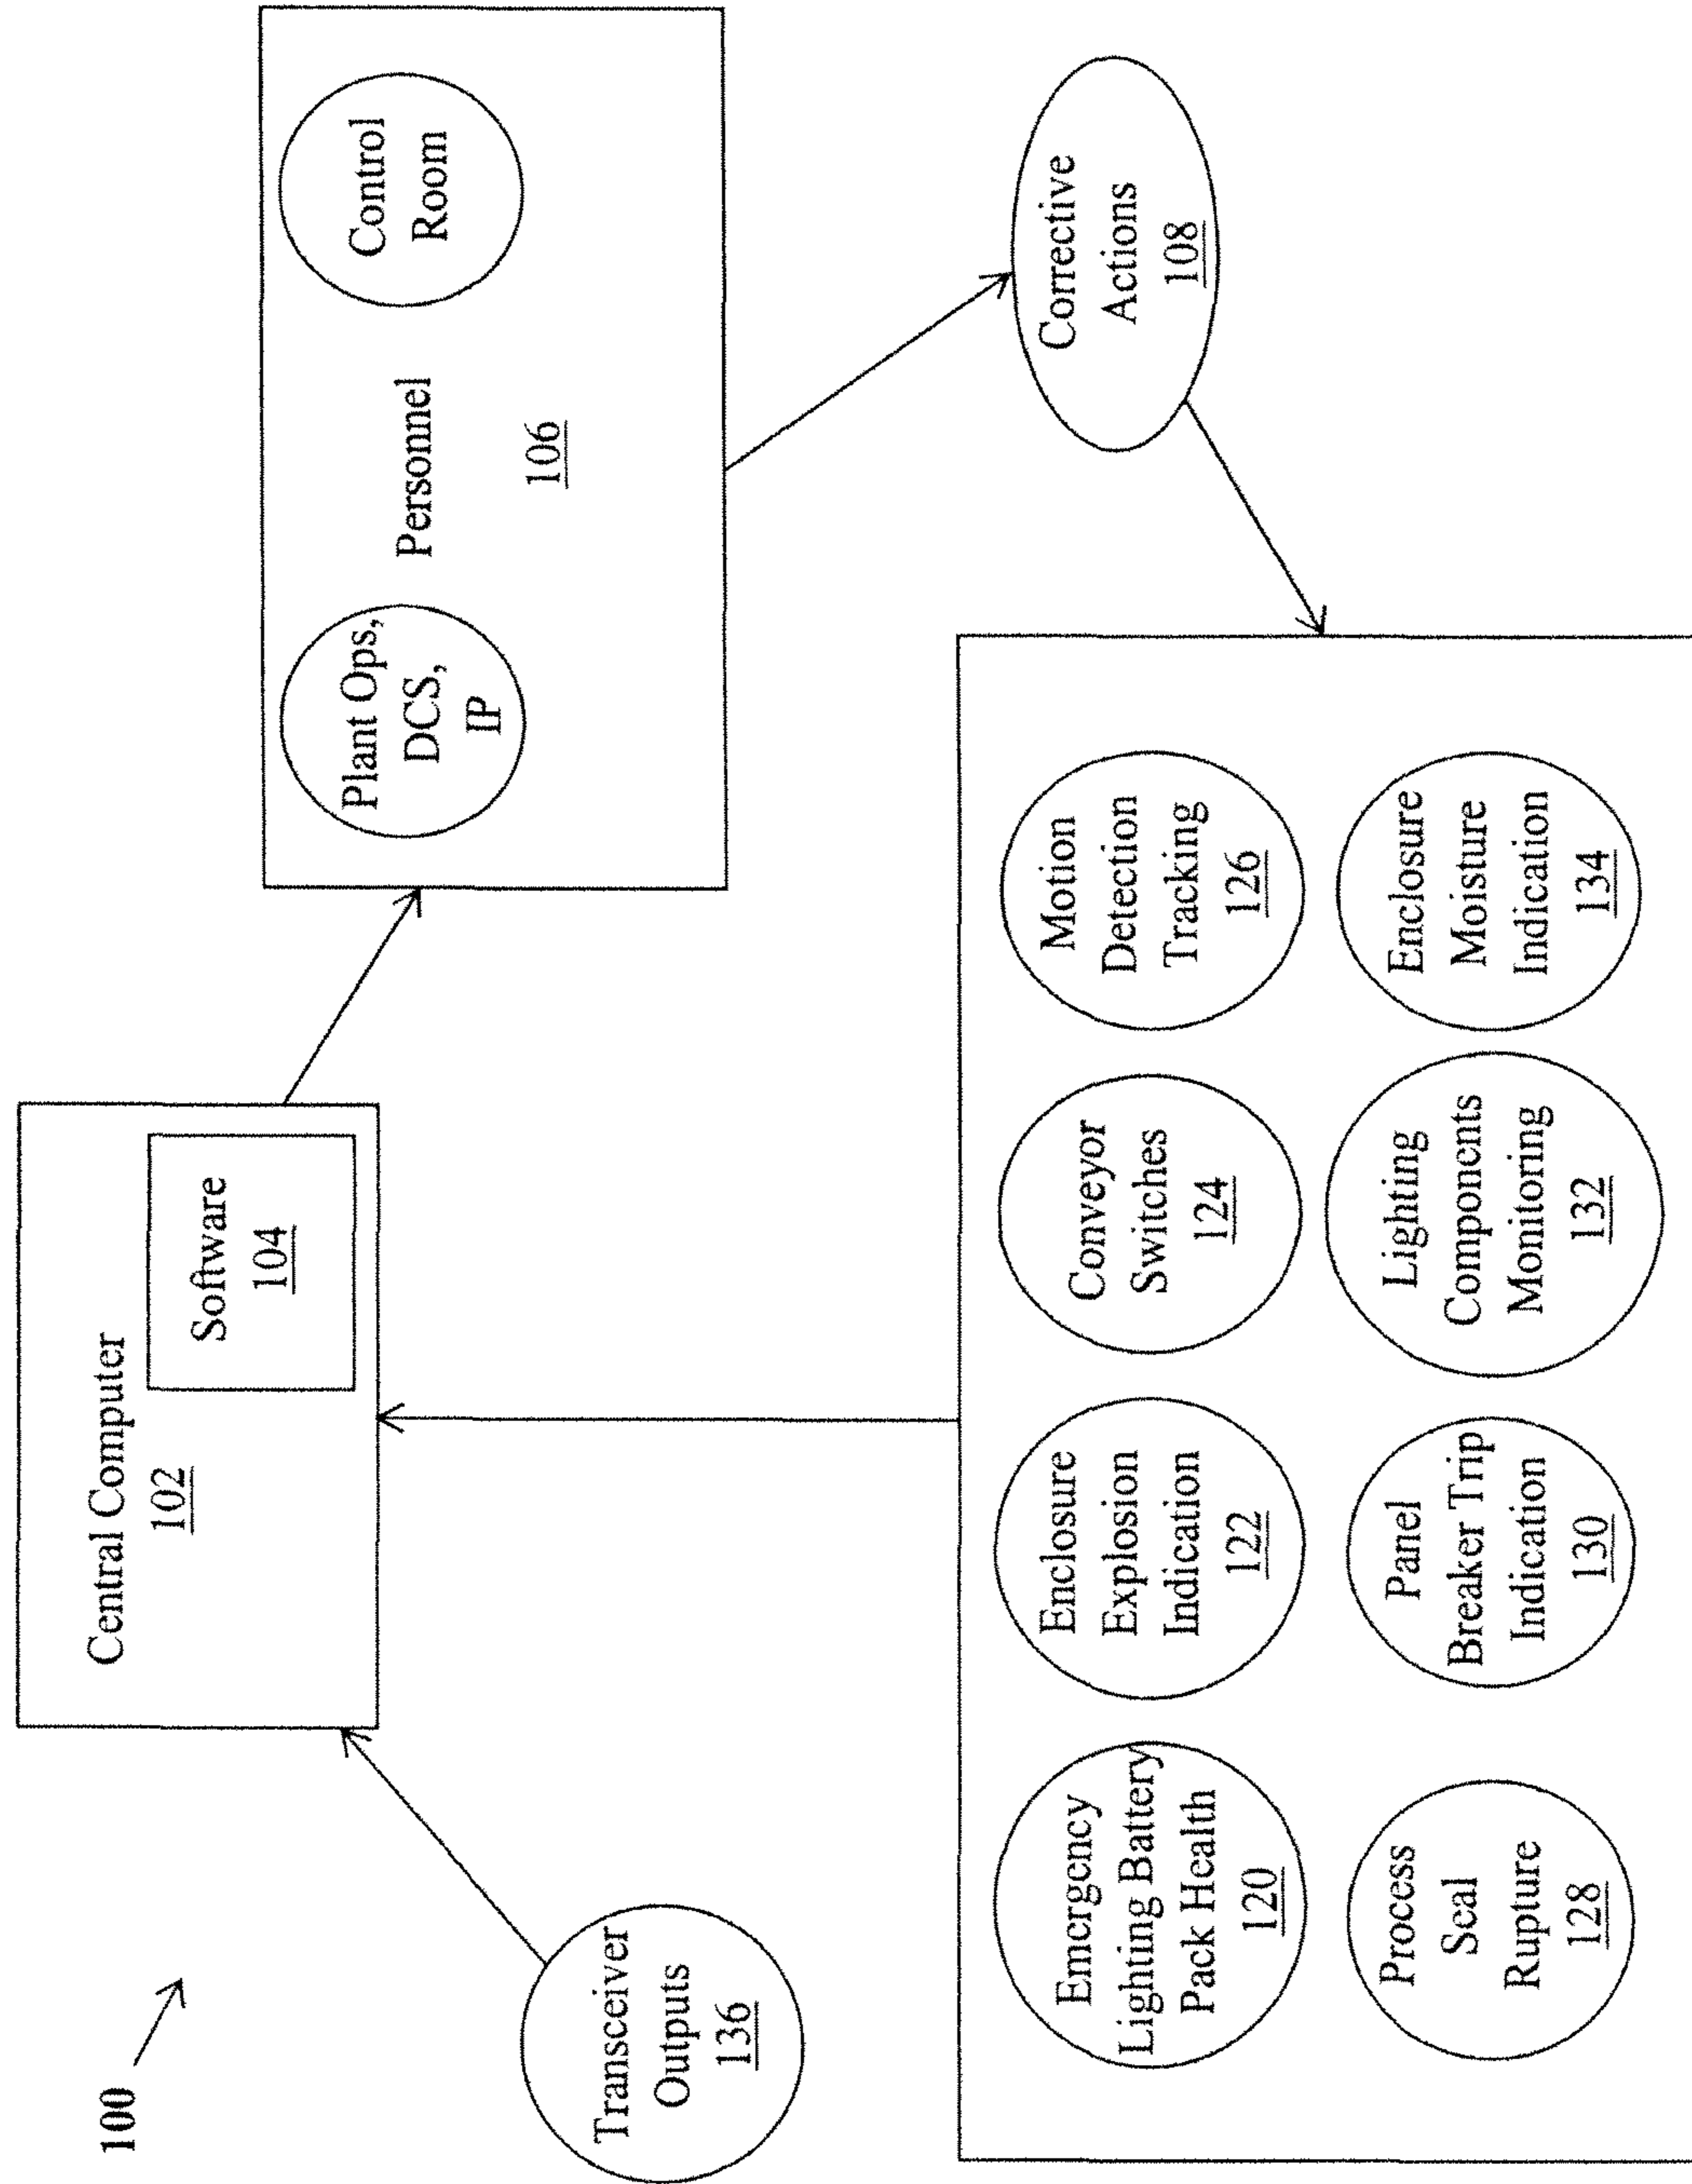 100
Central Computer
102
Software
104
Transceiver
Outputs
136
Plant Ops,
DCS,
IP
Personnel
106
Control
Room
Corrective
Actions
108
Emergency
Lighting Battery
Pack Health
120
Enclosure
Explosion
Indication
122
Conveyor
Switches
124
Motion
Detection
Tracking
126
Process
Seal
Rupture
128
Panel
Breaker Trip
Indication
130
Lighting
Components
Monitoring
132
Enclosure
Moisture
Indication
134